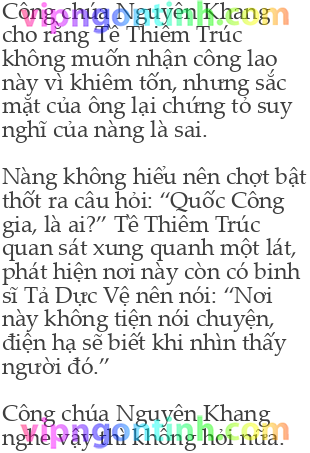 Công chúa Nguyên Khang
cho rằng Tề Thiêm Trúc
không muốn nhận công lao
này vì khiêm tốn, nhưng sắc
mặt của ông lại chứng tỏ suy
nghĩ của nàng là sai.
Nàng không hiểu nên chợt bật
thốt ra câu hỏi: “Quốc Công
gia, là ai?” Tề Thiêm Trúc
quan sát xung quanh một lát,
phát hiện nơi này còn có binh
sĩ Tả Dực Vệ nên nói: “Nơi
này không tiện nói chuyện,
điện hạ sẽ biết khi nhìn thấy
người đó.”
Công chúa Nguyên Khang
nghe vậy thì không hỏi nữa.
vipngontinh.com
vipngontinh.com